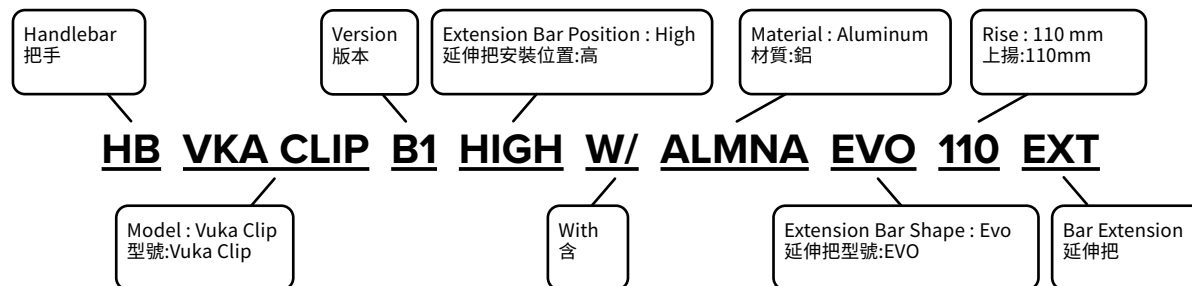 Handlebar
把手
Version
版本
Extension Bar Position : High
延伸把安裝位置:高
Material : Aluminum
材質:鋁
Rise : 110 mm
上揚:110mm
HB VKA CLIP B1 HIGH W/ ALMNA EVO 110 EXT
Model : Vuka Clip
型號:Vuka Clip
With
含
Extension Bar Shape : Evo
延伸把型號:EVO
Bar Extension
延伸把